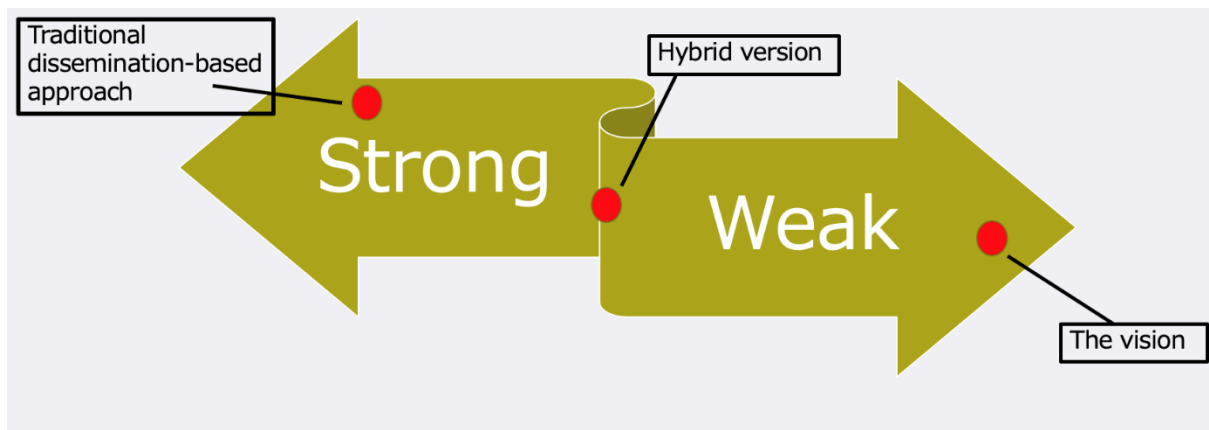 Traditional
dissemination-based
approach
Hybrid version
Strong
Weak
The vision